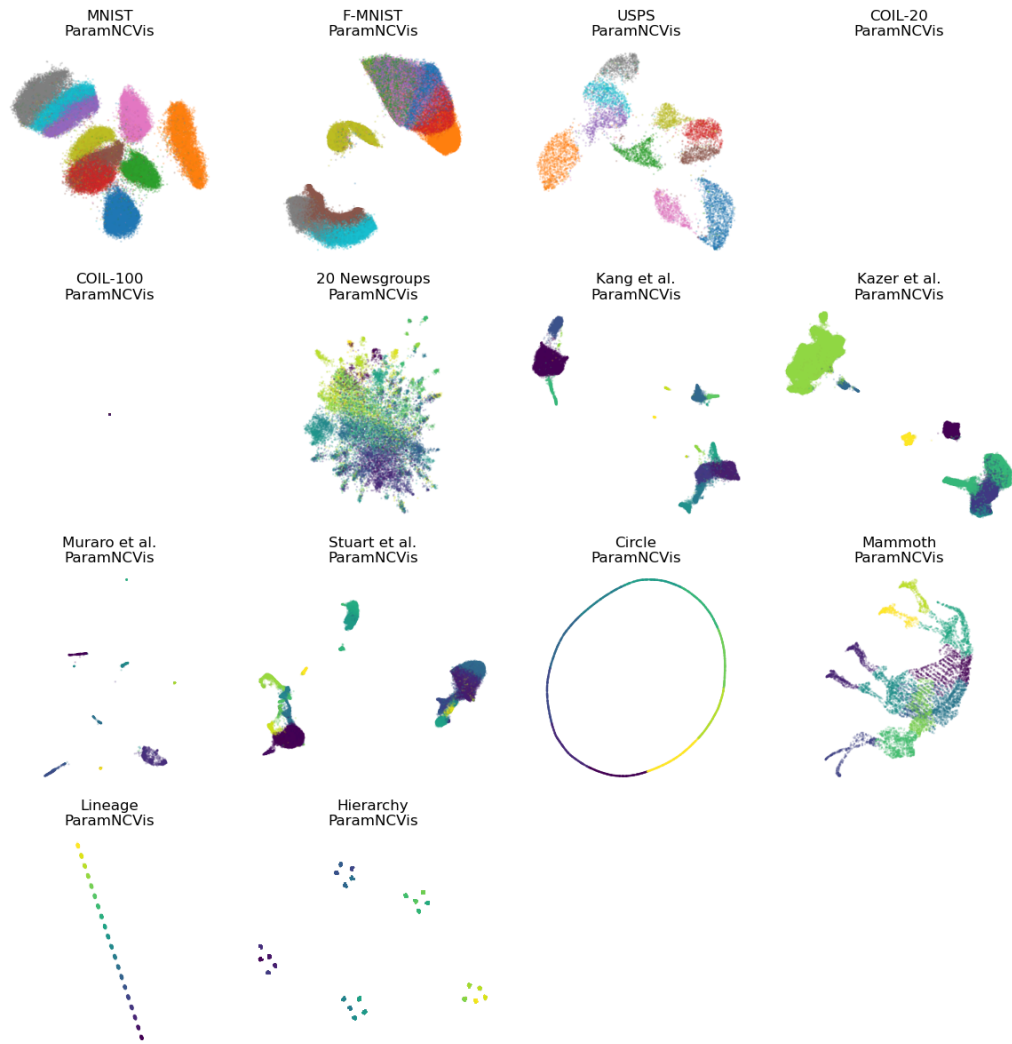 MNIST
ParamNCVis
F-MNIST
ParamNCVis
USPS
ParamNCVis
COIL-20
ParamNCVis
COIL-100
ParamNCVis
20 Newsgroups
ParamNCVis
Kang et al.
ParamNCVis
Kazer et al.
ParamNCVis
Muraro et al.
ParamNCVis
Stuart et al.
ParamNCVis
Circle
ParamNCVis
Mammoth
ParamNCVis
Lineage
ParamNCVis
Hierarchy
ParamNCVis